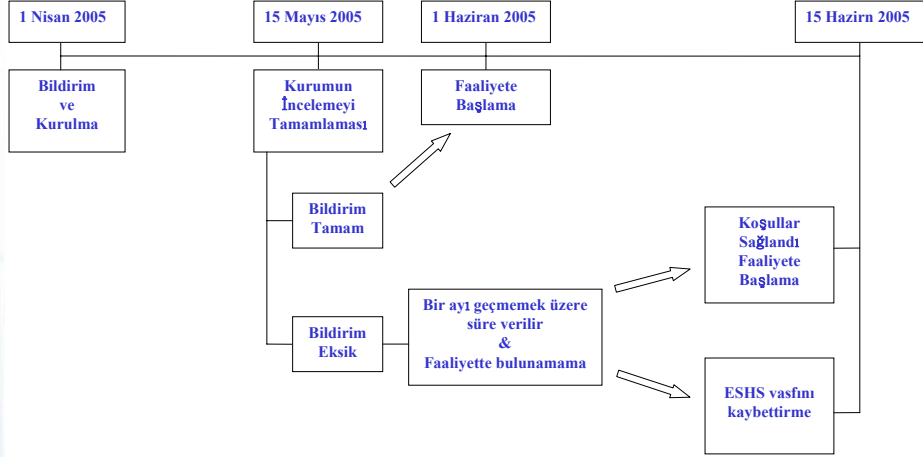 1 Nisan 2005
15 Mayıs 2005
1 Haziran 2005
15 Hazirn 2005
Bildirim
ve
Kurulma
Kurumun
İncelemeyi
Tamamlaması
Faaliyete
Başlama
Bildirim
Tamam
Koşullar
Sağlandı
Faaliyete
Başlama
Bir ayı geçmemek üzere
süre verilir
&
Faaliyette bulunamama
Bildirim
Eksik
ESHS vasfını
kaybettirme